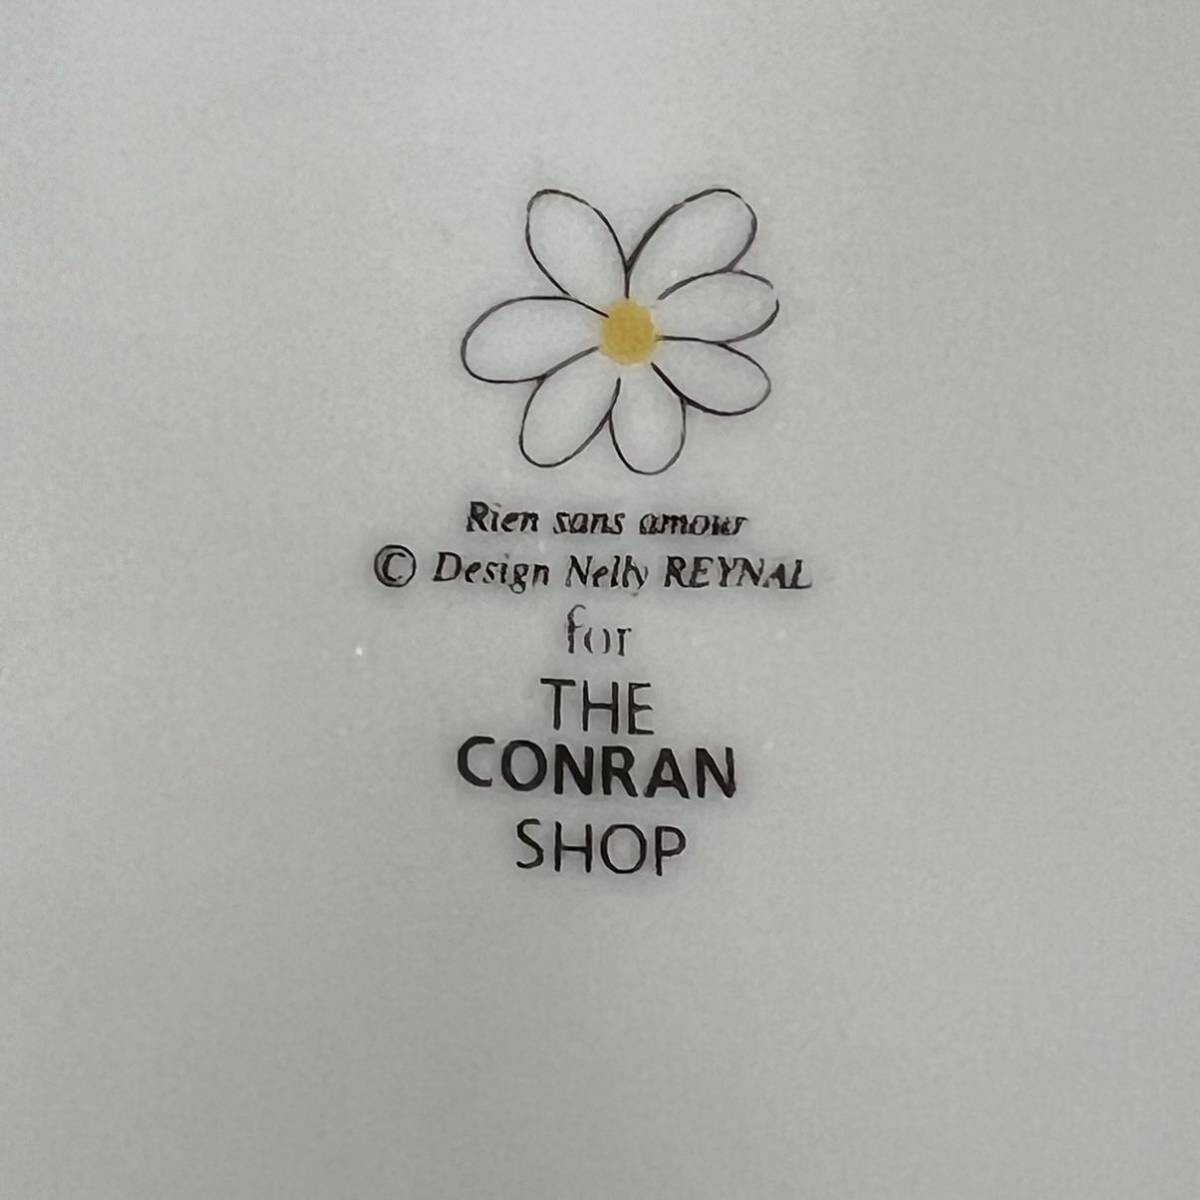 Rien sans amour
© Design Nelly REYNAL
for
THE
CONRAN
SHOP